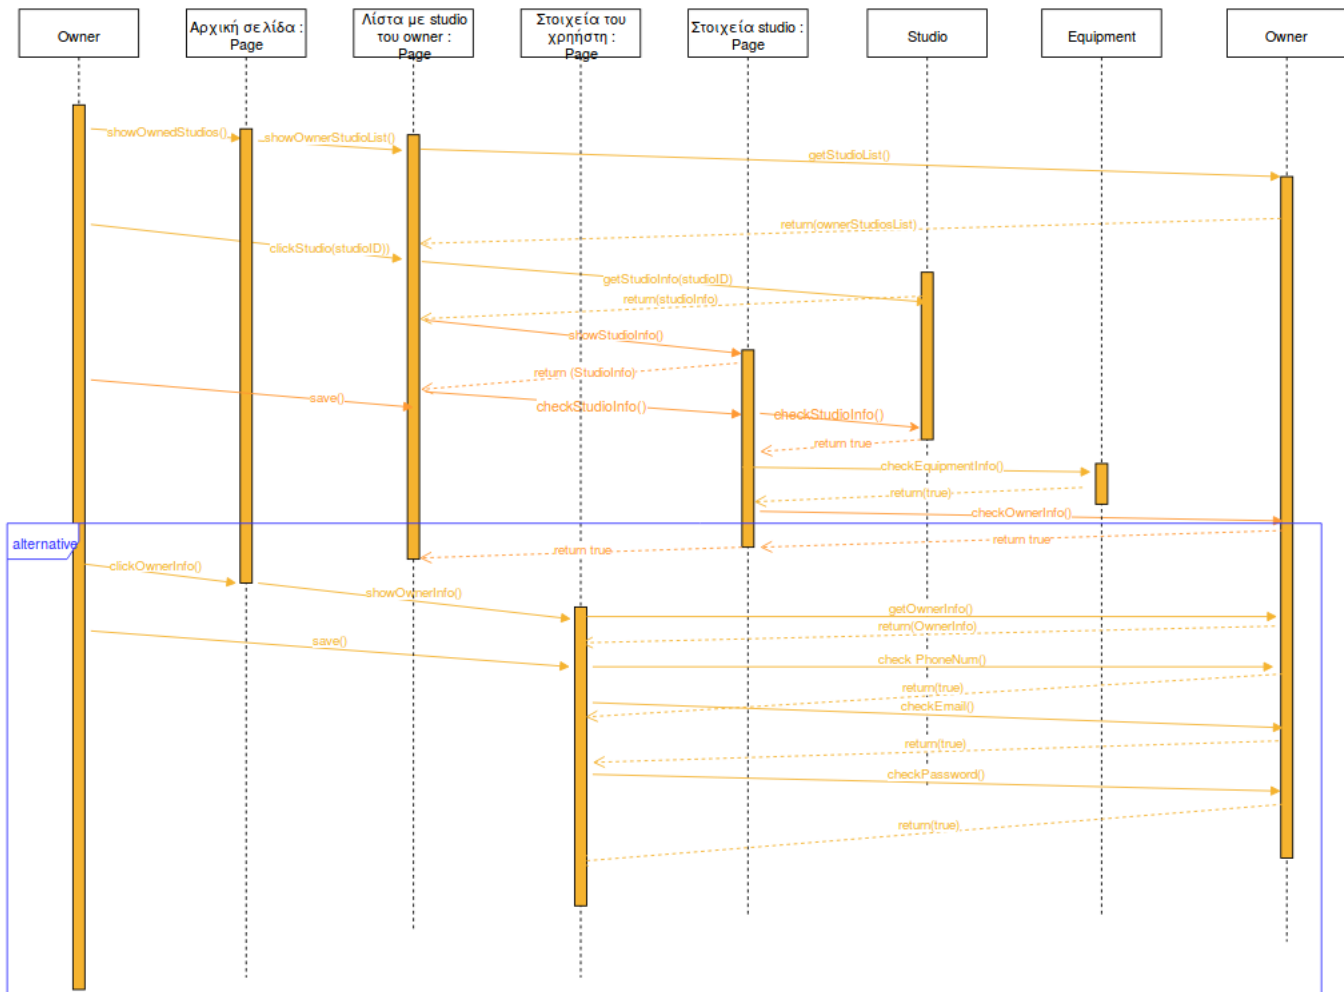 Owner
Αρχική σελίδα :
Page
Λίστα με studio
του owner :
Page
Στοιχεία του
χρηήστη :
Page
Στοιχεία studio :
Page
Studio
Equipment
Owner
showOwnedStudios()
showOwnerStudioList()
getStudioList()
return(ownerStudiosList)
clickStudio(studioID))
getStudioInfo(studioID)
return(studioInfo)
showStudioInfo()
return (StudioInfo)
save()
checkStudioInfo()
checkStudioInfo()
return true
checkEquipmentInfo()
return(true)
checkOwnerInfo()
return true
alternative
return true
clickOwnerInfo()
showOwnerInfo()
getOwnerInfo()
return(OwnerInfo)
save()
check PhoneNum()
return(true)
checkEmail()
return(true)
checkPassword()
return(true)